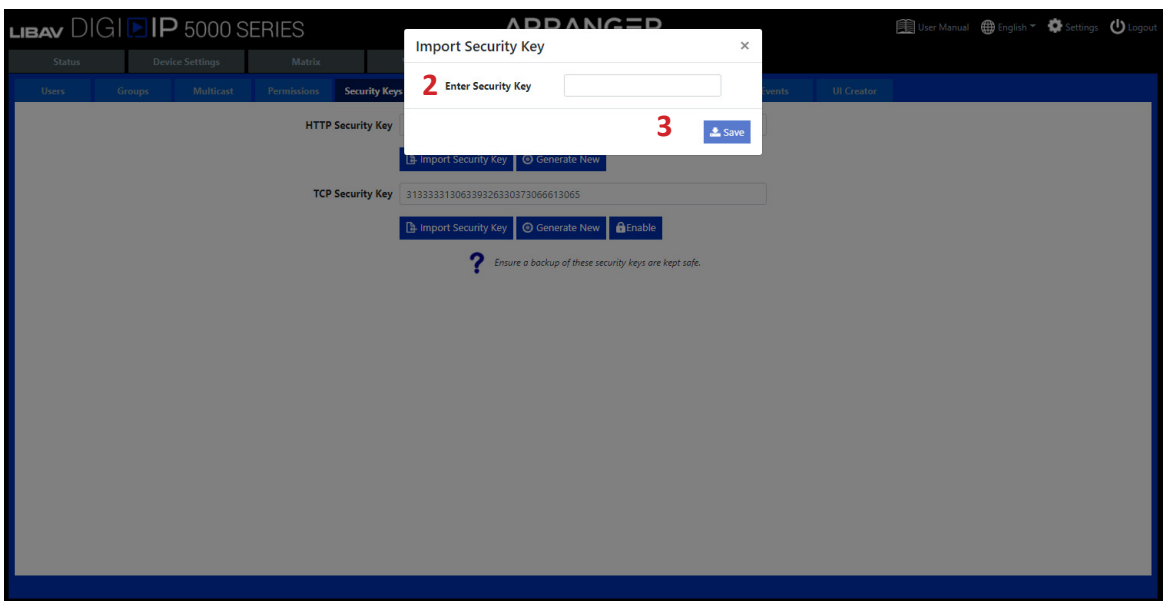 LIBAV DIGI IP 5000 SERIES
ARRANGER
User Manual English Settings Logout
Status Device Settings Matrix
Users Groups Multicast Permissions Security Keys Events UI Creator
Import Security Key ×
2 Enter Security Key
3 Save
HTTP Security Key
Import Security Key Generate New
TCP Security Key 31333331306339326330373066613065
Import Security Key Generate New Enable
? Ensure a backup of these security keys are kept safe.